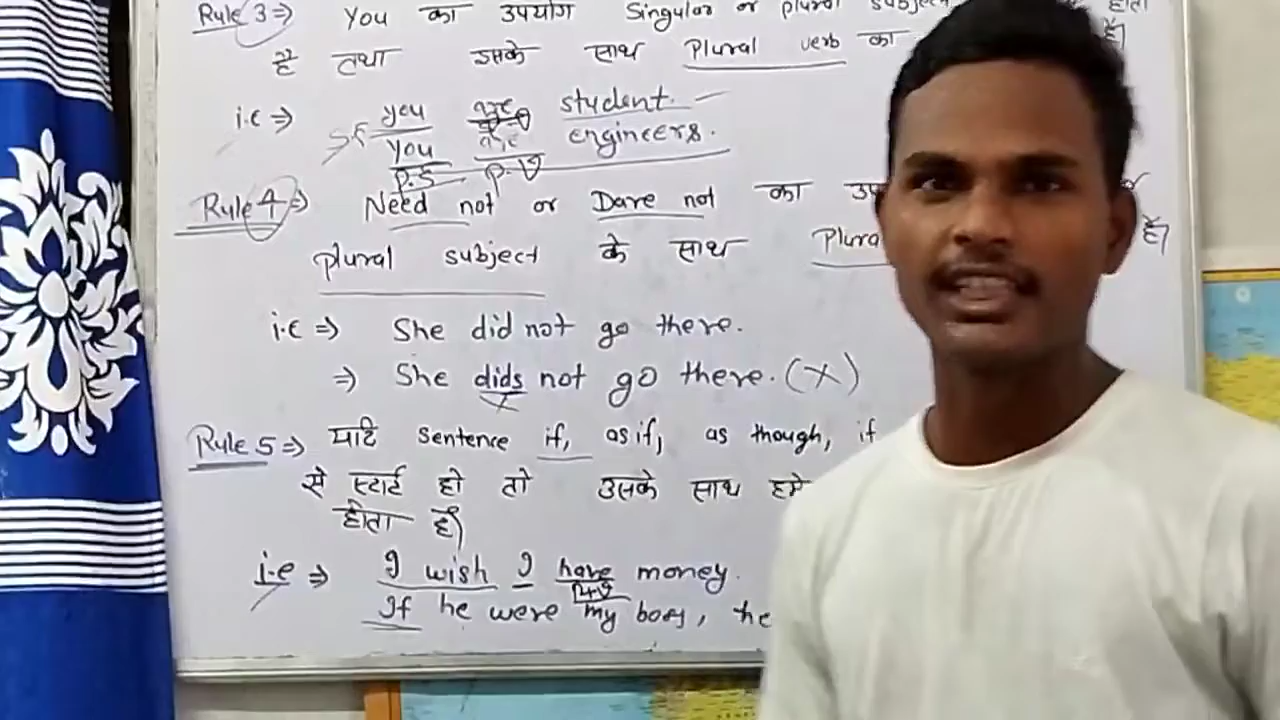 Rule 3 => You का उपयोग Singular or plural subject होता
है तथा उसके साथ Plural verb का है।
i.e => you are student.
You are engineers.
P.S P.V
Rule 4 => Need not or Dare not का
plural subject के साथ है।
i.e => She did not go there.
=> She dids not go there. (X)
Rule 5 => यदि sentence if, as if, as though, if
से स्टार्ट हो तो उसके साथ
होता है।
i.e => I wish I have money.
If he were my boss, he